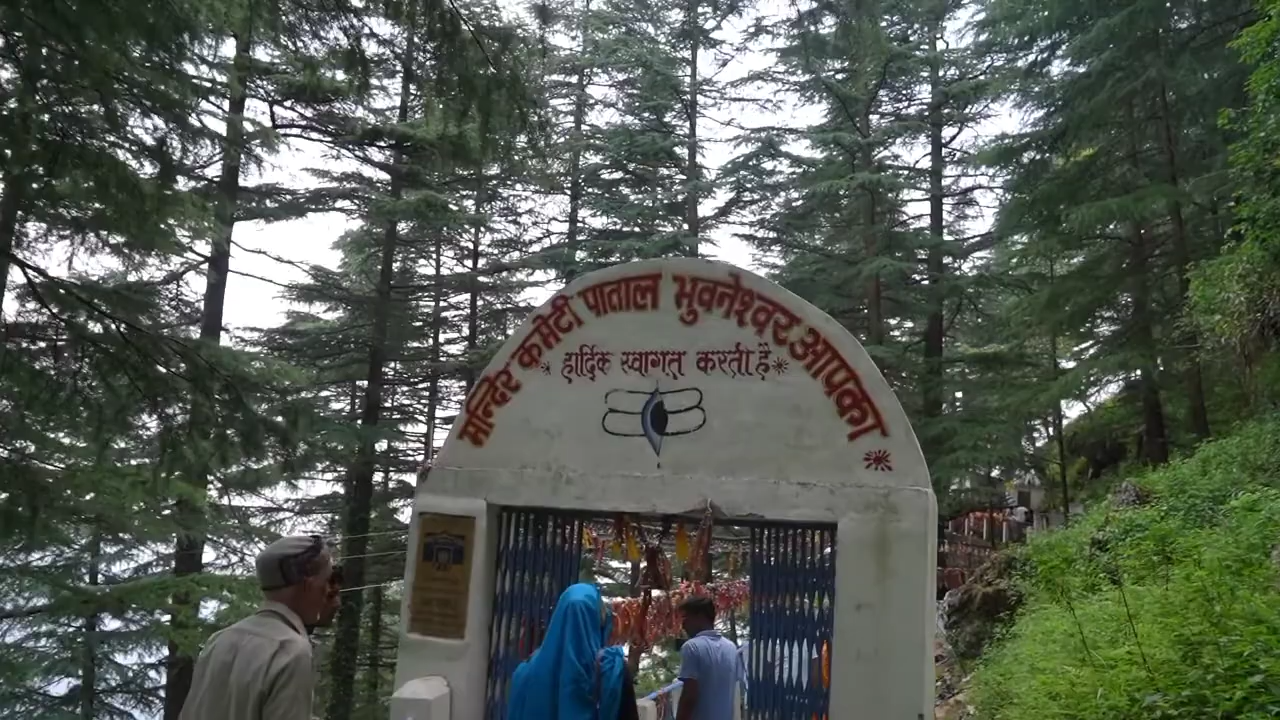 मन्दिर कमेटी पाताल भुवनेश्वर आपका
हार्दिक स्वागत करती है